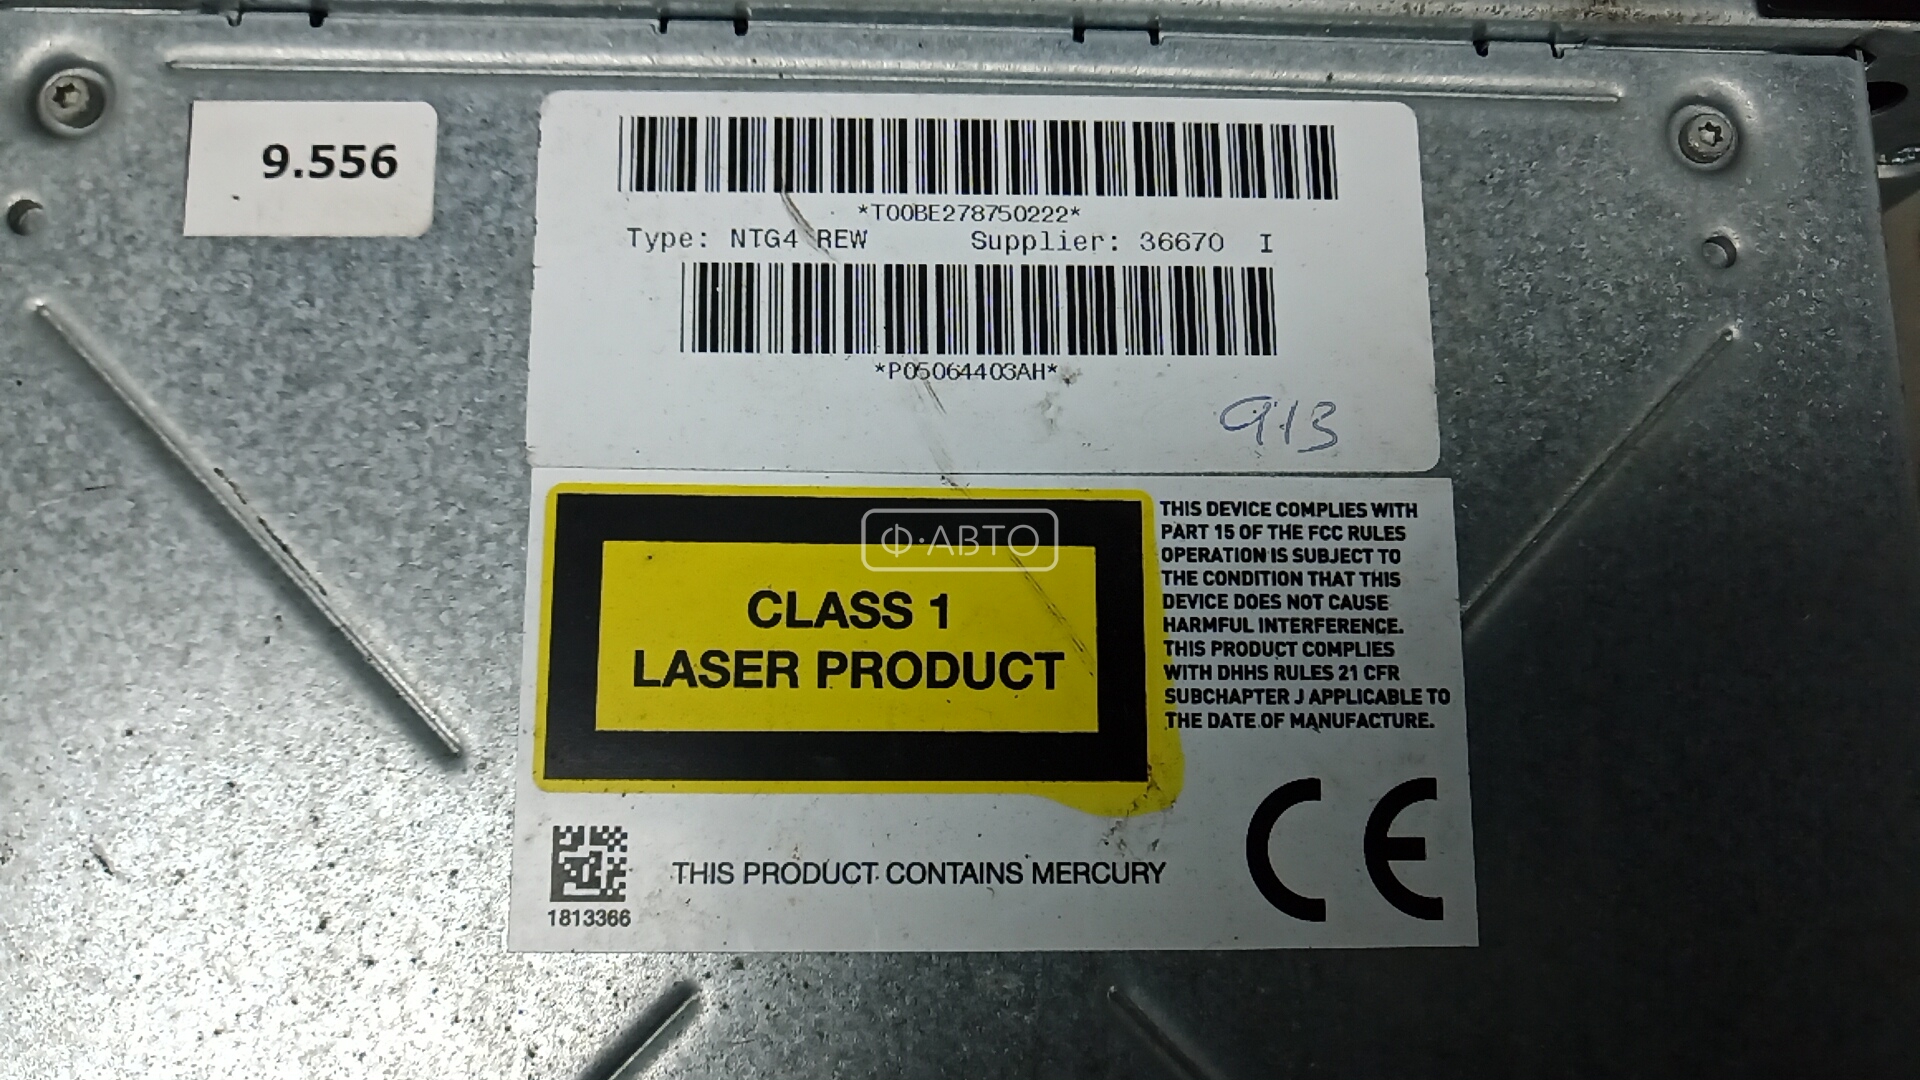 9.556
*T00BE278750222*
Type: NTG4 REW Supplier: 36670 I
*P05064403AH*
913
Ф·АВТО
CLASS 1
LASER PRODUCT
THIS DEVICE COMPLIES WITH
PART 15 OF THE FCC RULES
OPERATION IS SUBJECT TO
THE CONDITION THAT THIS
DEVICE DOES NOT CAUSE
HARMFUL INTERFERENCE.
THIS PRODUCT COMPLIES
WITH DHHS RULES 21 CFR
SUBCHAPTER J APPLICABLE TO
THE DATE OF MANUFACTURE.
1813366
THIS PRODUCT CONTAINS MERCURY
CE